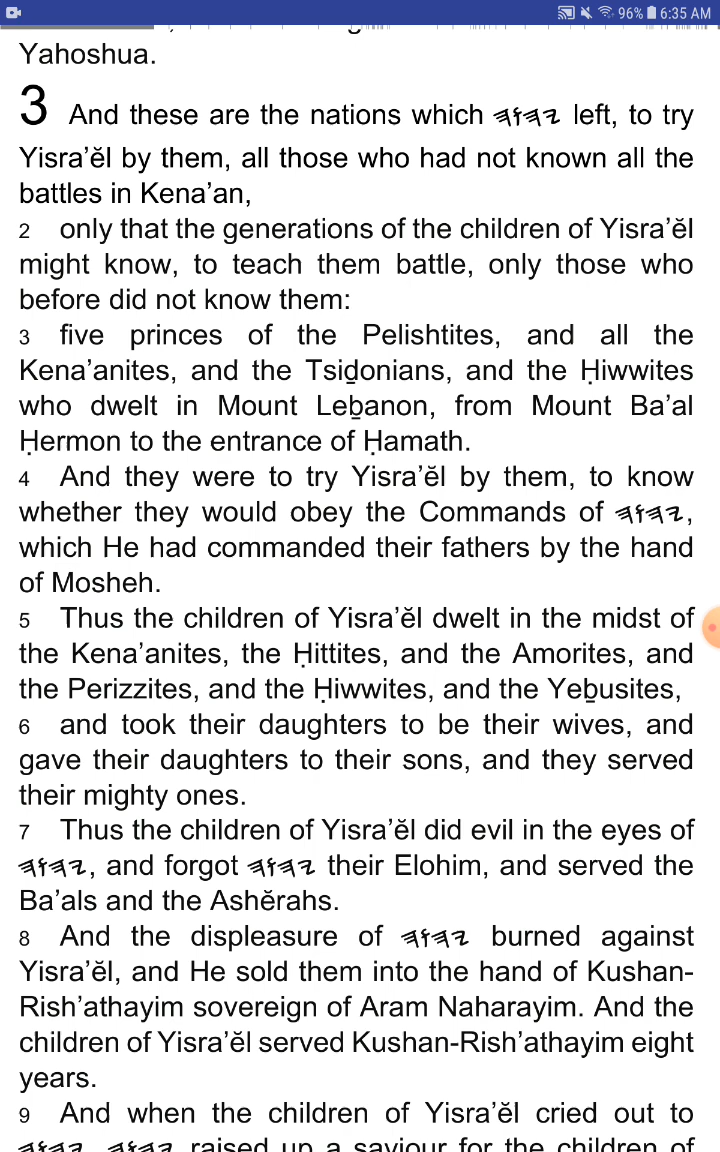 96% 6:35 AM
Yahoshua.
3 And these are the nations which 𐤉𐤄𐤅𐤄 left, to try
Yisra’ĕl by them, all those who had not known all the
battles in Kena’an,
2 only that the generations of the children of Yisra’ĕl
might know, to teach them battle, only those who
before did not know them:
3 five princes of the Pelishtites, and all the
Kena’anites, and the Tsiḏonians, and the Ḥiwwites
who dwelt in Mount Leḇanon, from Mount Ba’al
Ḥermon to the entrance of Ḥamath.
4 And they were to try Yisra’ĕl by them, to know
whether they would obey the Commands of 𐤉𐤄𐤅𐤄,
which He had commanded their fathers by the hand
of Mosheh.
5 Thus the children of Yisra’ĕl dwelt in the midst of
the Kena’anites, the Ḥittites, and the Amorites, and
the Perizzites, and the Ḥiwwites, and the Yeḇusites,
6 and took their daughters to be their wives, and
gave their daughters to their sons, and they served
their mighty ones.
7 Thus the children of Yisra’ĕl did evil in the eyes of
𐤉𐤄𐤅𐤄, and forgot 𐤉𐤄𐤅𐤄 their Elohim, and served the
Ba’als and the Ashĕrahs.
8 And the displeasure of 𐤉𐤄𐤅𐤄 burned against
Yisra’ĕl, and He sold them into the hand of Kushan-
Rish’athayim sovereign of Aram Naharayim. And the
children of Yisra’ĕl served Kushan-Rish’athayim eight
years.
9 And when the children of Yisra’ĕl cried out to
𐤉𐤄𐤅𐤄, 𐤉𐤄𐤅𐤄 raised up a saviour for the children of